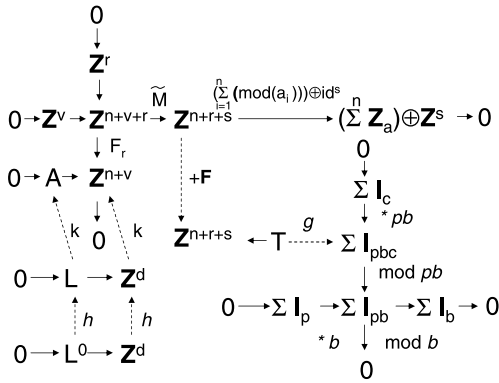 0
Z^r
0 → Z^v → Z^{n+v+r} →^{M̃} Z^{n+r+s} →^{(Σ_{i=1}^{n} (mod(a_i)))⊕id^s} (Σ^n Z_a)⊕Z^s → 0
F_r
0
0 → A → Z^{n+v}
+F
Σ I_c
* pb
k
0
k
Z^{n+r+s} ← T →^{g} Σ I_{pbc}
mod pb
0 → L → Z^d
0 → Σ I_p → Σ I_{pb} → Σ I_b → 0
h
h
* b
mod b
0 → L^0 → Z^d
0